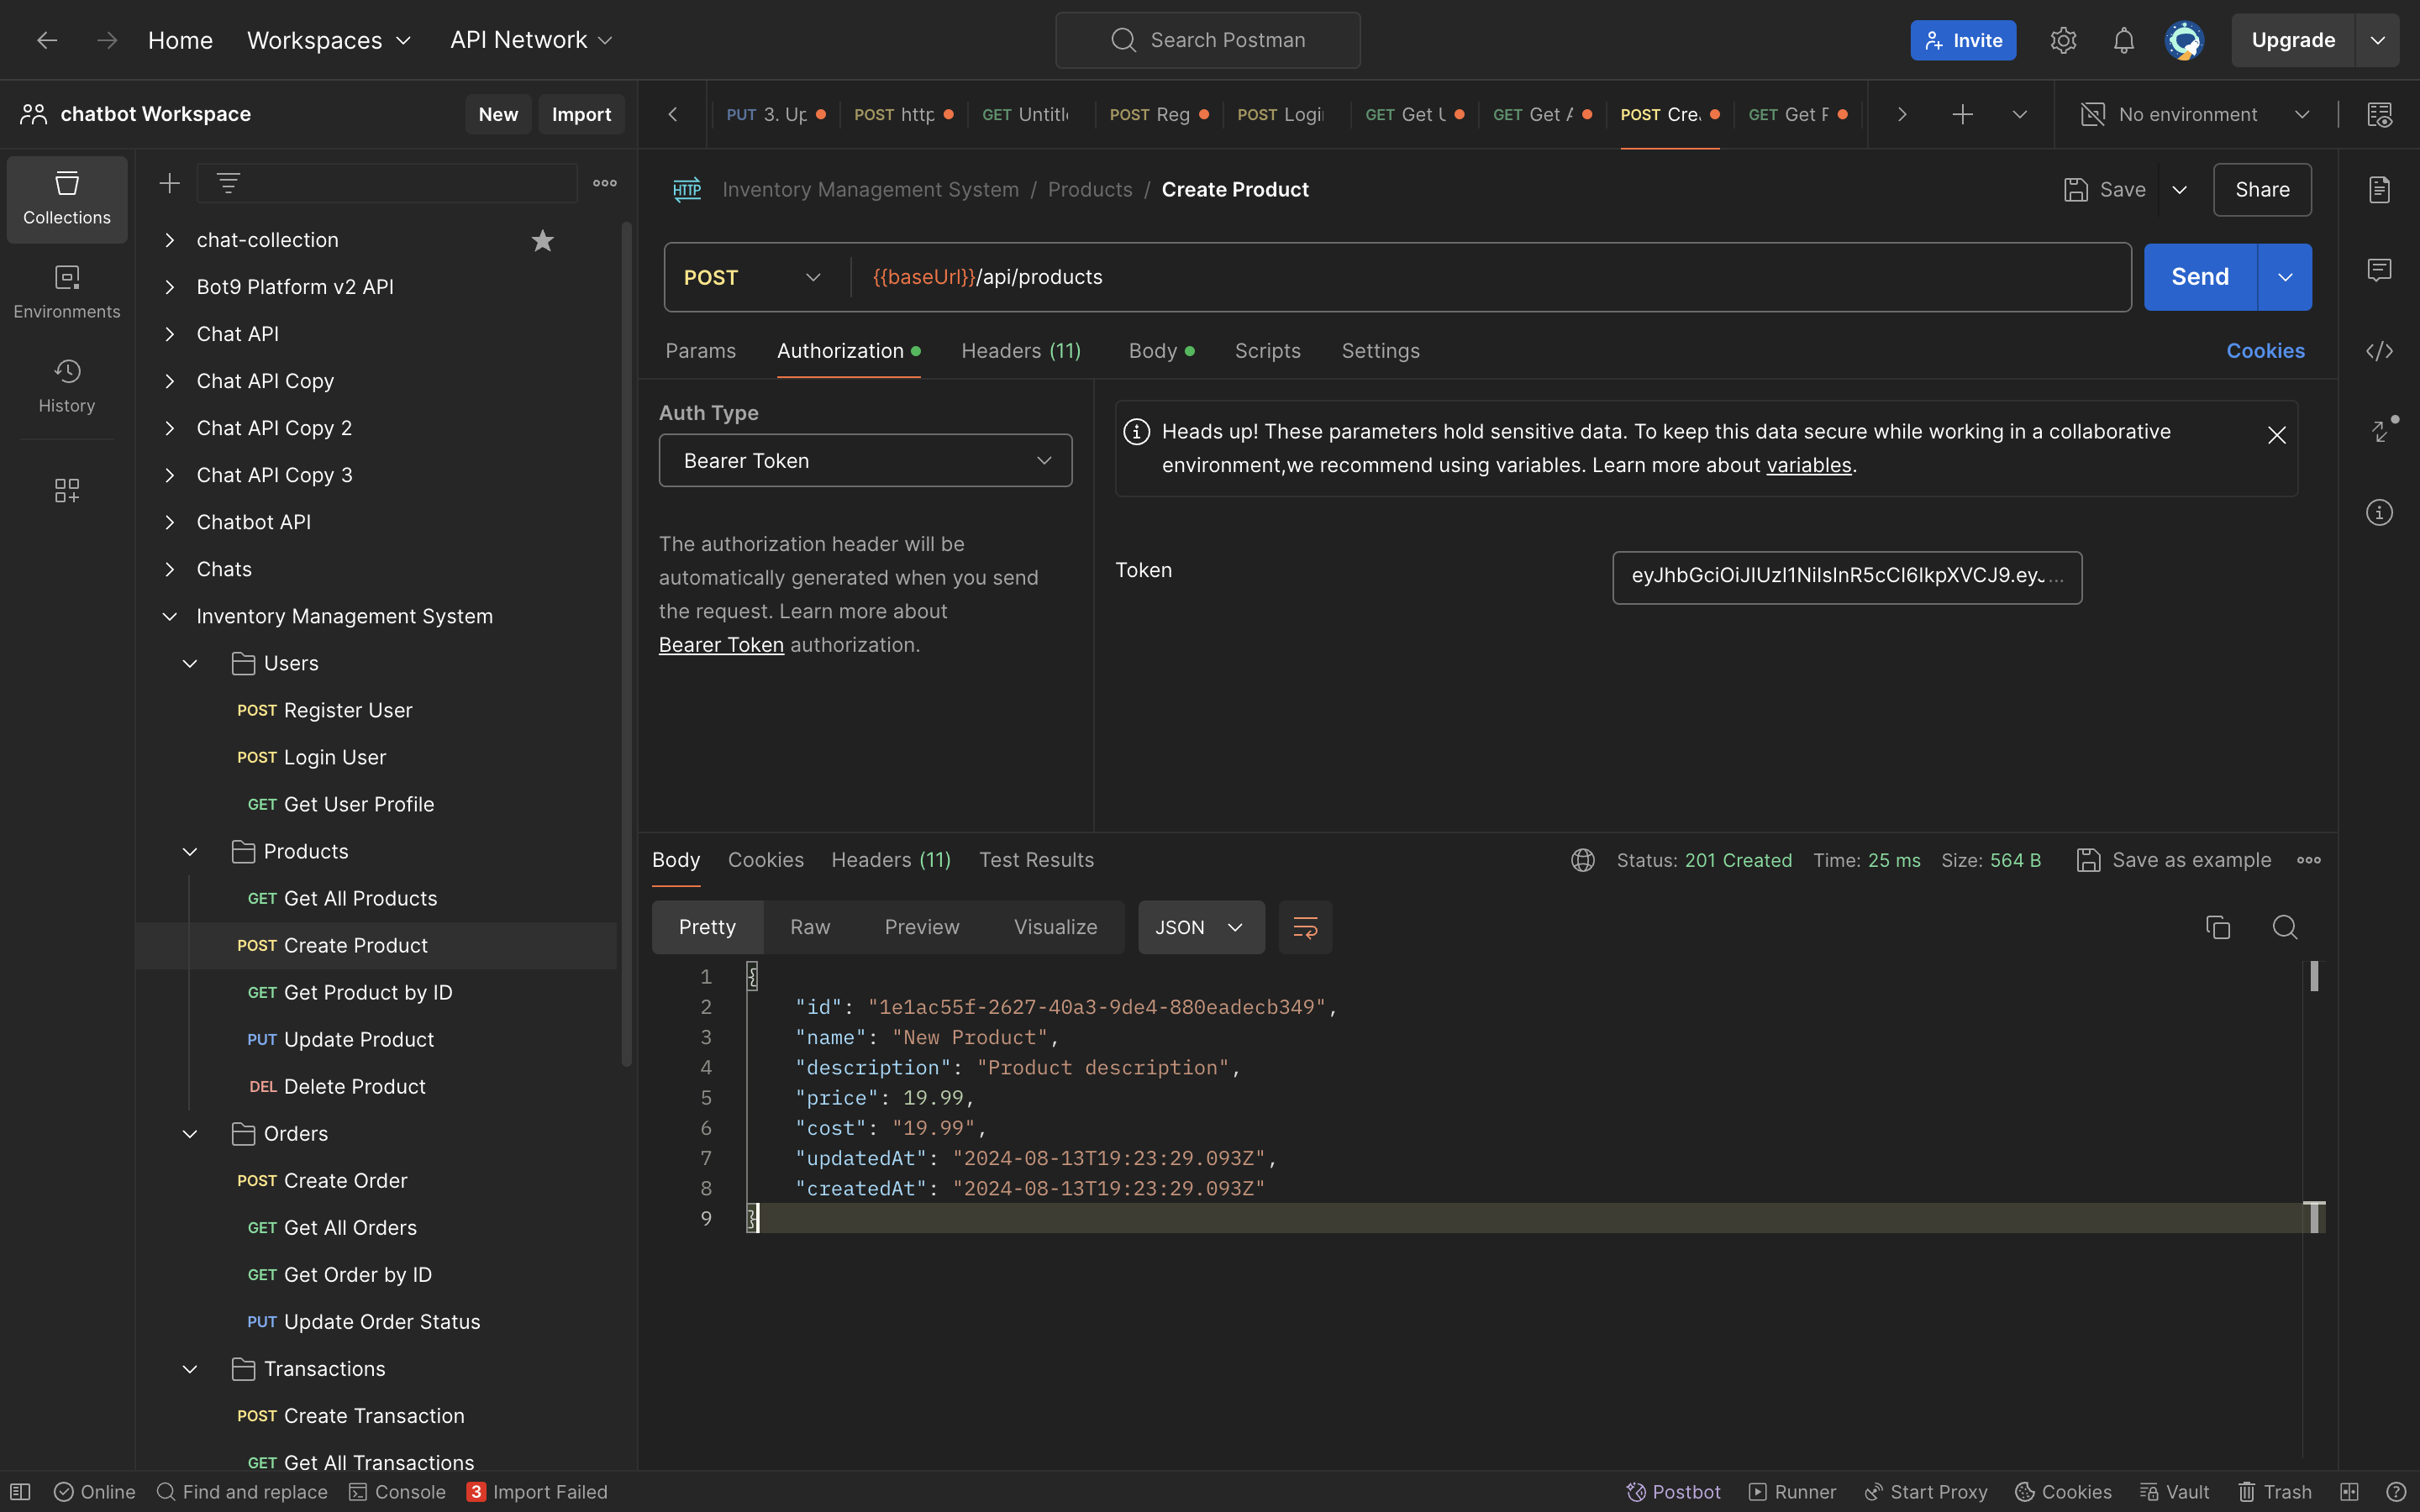 Home Workspaces API Network Search Postman Invite Upgrade
chatbot Workspace New Import
PUT 3. Up POST http GET Untitle POST Reg POST Logi GET Get U GET Get A POST Cre GET Get P No environment
Collections
Environments
History
chat-collection
Bot9 Platform v2 API
Chat API
Chat API Copy
Chat API Copy 2
Chat API Copy 3
Chatbot API
Chats
Inventory Management System
Users
POST Register User
POST Login User
GET Get User Profile
Products
GET Get All Products
POST Create Product
GET Get Product by ID
PUT Update Product
DEL Delete Product
Orders
POST Create Order
GET Get All Orders
GET Get Order by ID
PUT Update Order Status
Transactions
POST Create Transaction
GET Get All Transactions
HTTP Inventory Management System / Products / Create Product Save Share
POST {{baseUrl}}/api/products Send
Params Authorization Headers (11) Body Scripts Settings Cookies
Auth Type
Bearer Token
The authorization header will be
automatically generated when you send
the request. Learn more about
Bearer Token authorization.
Heads up! These parameters hold sensitive data. To keep this data secure while working in a collaborative
environment,we recommend using variables. Learn more about variables.
Token eyJhbGciOiJIUzI1NiIsInR5cCI6IkpXVCJ9.eyJ...
Body Cookies Headers (11) Test Results Status: 201 Created Time: 25 ms Size: 564 B Save as example
Pretty Raw Preview Visualize JSON
1 {
2 "id": "1e1ac55f-2627-40a3-9de4-880eadecb349",
3 "name": "New Product",
4 "description": "Product description",
5 "price": 19.99,
6 "cost": "19.99",
7 "updatedAt": "2024-08-13T19:23:29.093Z",
8 "createdAt": "2024-08-13T19:23:29.093Z"
9 }
Online Find and replace Console 3 Import Failed Postbot Runner Start Proxy Cookies Vault Trash